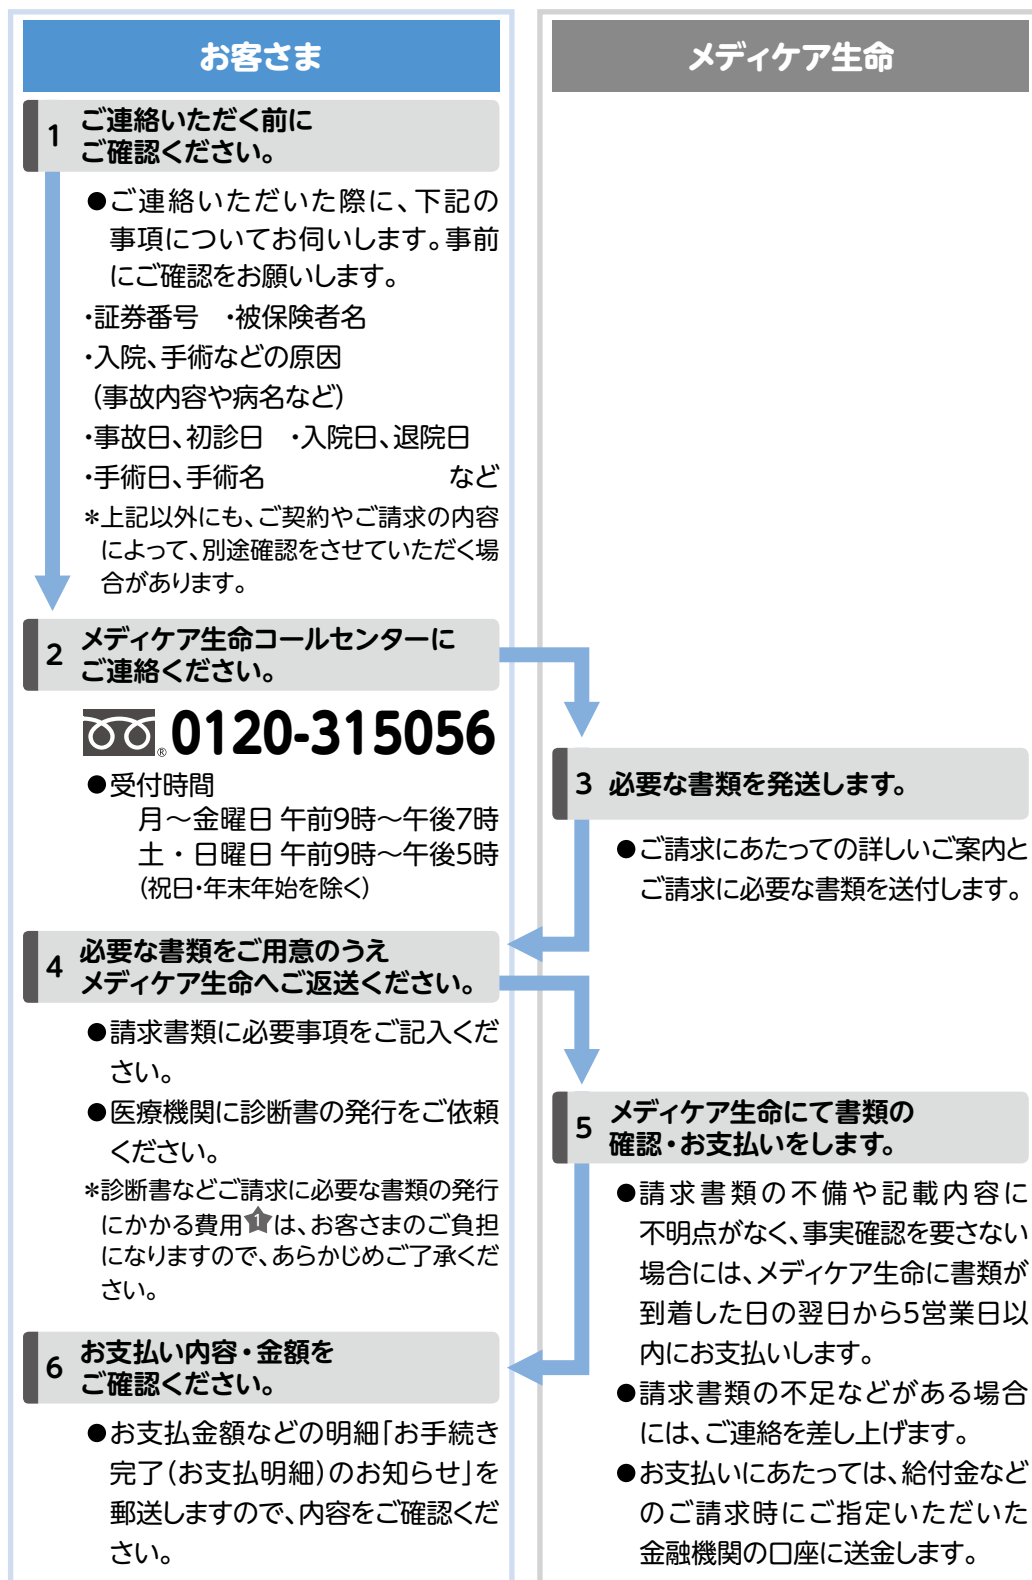 お客さま
1 ご連絡いただく前に
ご確認ください。
●ご連絡いただいた際に、下記の
事項についてお伺いします。事前
にご確認をお願いします。
・証券番号　・被保険者名
・入院、手術などの原因
（事故内容や病名など）
・事故日、初診日　・入院日、退院日
・手術日、手術名　など
＊上記以外にも、ご契約やご請求の内容
によって、別途確認をさせていただく場
合があります。
2 メディケア生命コールセンターに
ご連絡ください。
® 0120-315056
●受付時間
月～金曜日 午前9時～午後7時
土・日曜日 午前9時～午後5時
（祝日・年末年始を除く）
メディケア生命
3 必要な書類を発送します。
●ご請求にあたっての詳しいご案内と
ご請求に必要な書類を送付します。
4 必要な書類をご用意のうえ
メディケア生命へご返送ください。
●請求書類に必要事項をご記入くだ
さい。
●医療機関に診断書の発行をご依頼
ください。
＊診断書などご請求に必要な書類の発行
にかかる費用1は、お客さまのご負担
になりますので、あらかじめご了承くだ
さい。
5 メディケア生命にて書類の
確認・お支払いをします。
●請求書類の不備や記載内容に
不明点がなく、事実確認を要さない
場合には、メディケア生命に書類が
到着した日の翌日から5営業日以
内にお支払いします。
●請求書類の不足などがある場合
には、ご連絡を差し上げます。
●お支払いにあたっては、給付金など
のご請求時にご指定いただいた
金融機関の口座に送金します。
6 お支払い内容・金額を
ご確認ください。
●お支払金額などの明細「お手続き
完了（お支払明細）のお知らせ」を
郵送しますので、内容をご確認くだ
さい。